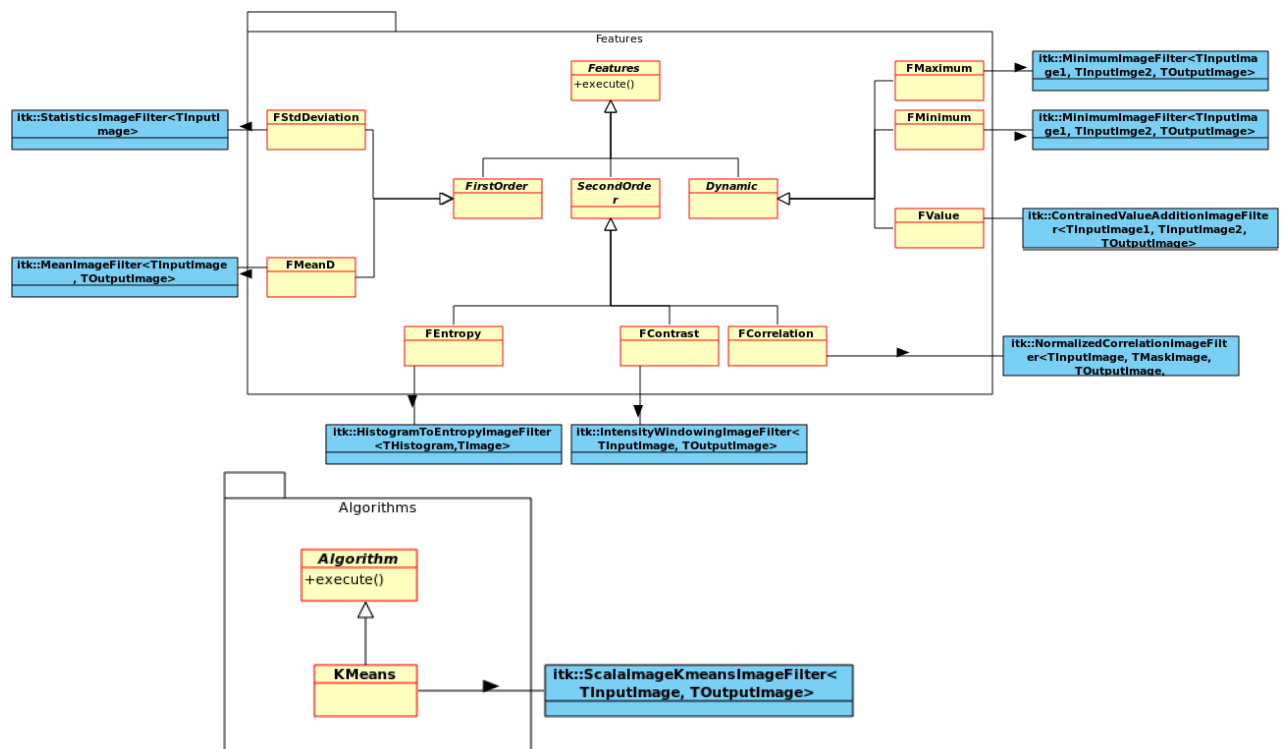 Features
Features
+execute()
FMaximum
itk::MinimumImageFilter<TInputIma
ge1, TInputImge2, TOutputImage>
itk::StatisticsImageFilter<TInputI
mage>
FStdDeviation
FMinimum
itk::MinimumImageFilter<TInputIma
ge1, TInputImge2, TOutputImage>
FirstOrder
SecondOrde
r
Dynamic
FValue
itk::ContrainedValueAdditionImageFilte
r<TInputImage1, TInputImage2,
TOutputImage>
itk::MeanImageFilter<TInputImage
, TOutputImage>
FMeanD
FEntropy
FContrast
FCorrelation
itk::NormalizedCorrelationImageFilt
er<TInputImage, TMaskImage,
TOutputImage,
itk::HistogramToEntropyImageFilter
<THistogram,TImage>
itk::IntensityWindowingImageFilter<
TInputImage, TOutputImage>
Algorithms
Algorithm
+execute()
KMeans
itk::ScalaImageKmeansImageFilter<
TInputImage, TOutputImage>